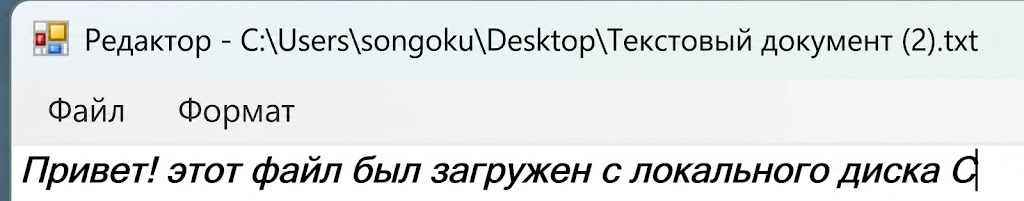 Редактор - C:\Users\songoku\Desktop\Текстовый документ (2).txt
Файл Формат
Привет! этот файл был загружен с локального диска С